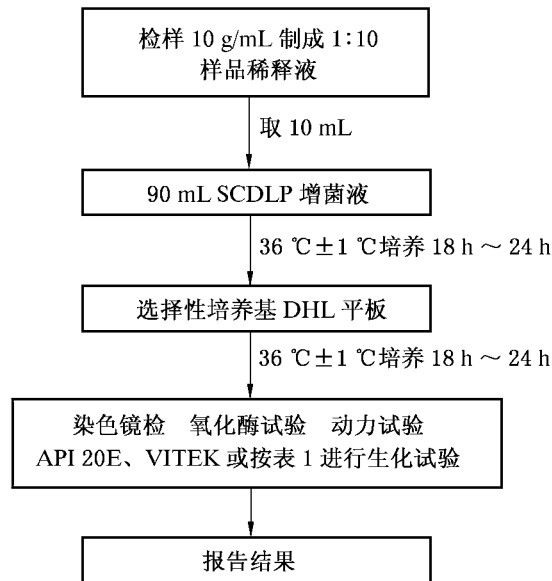 检样 10 g/mL 制成 1∶10
样品稀释液
取 10 mL
90 mL SCDLP 增菌液
36 ℃±1 ℃培养 18 h ～ 24 h
选择性培养基 DHL 平板
36 ℃±1 ℃培养 18 h ～ 24 h
染色镜检 氧化酶试验 动力试验
API 20E、VITEK 或按表 1 进行生化试验
报告结果